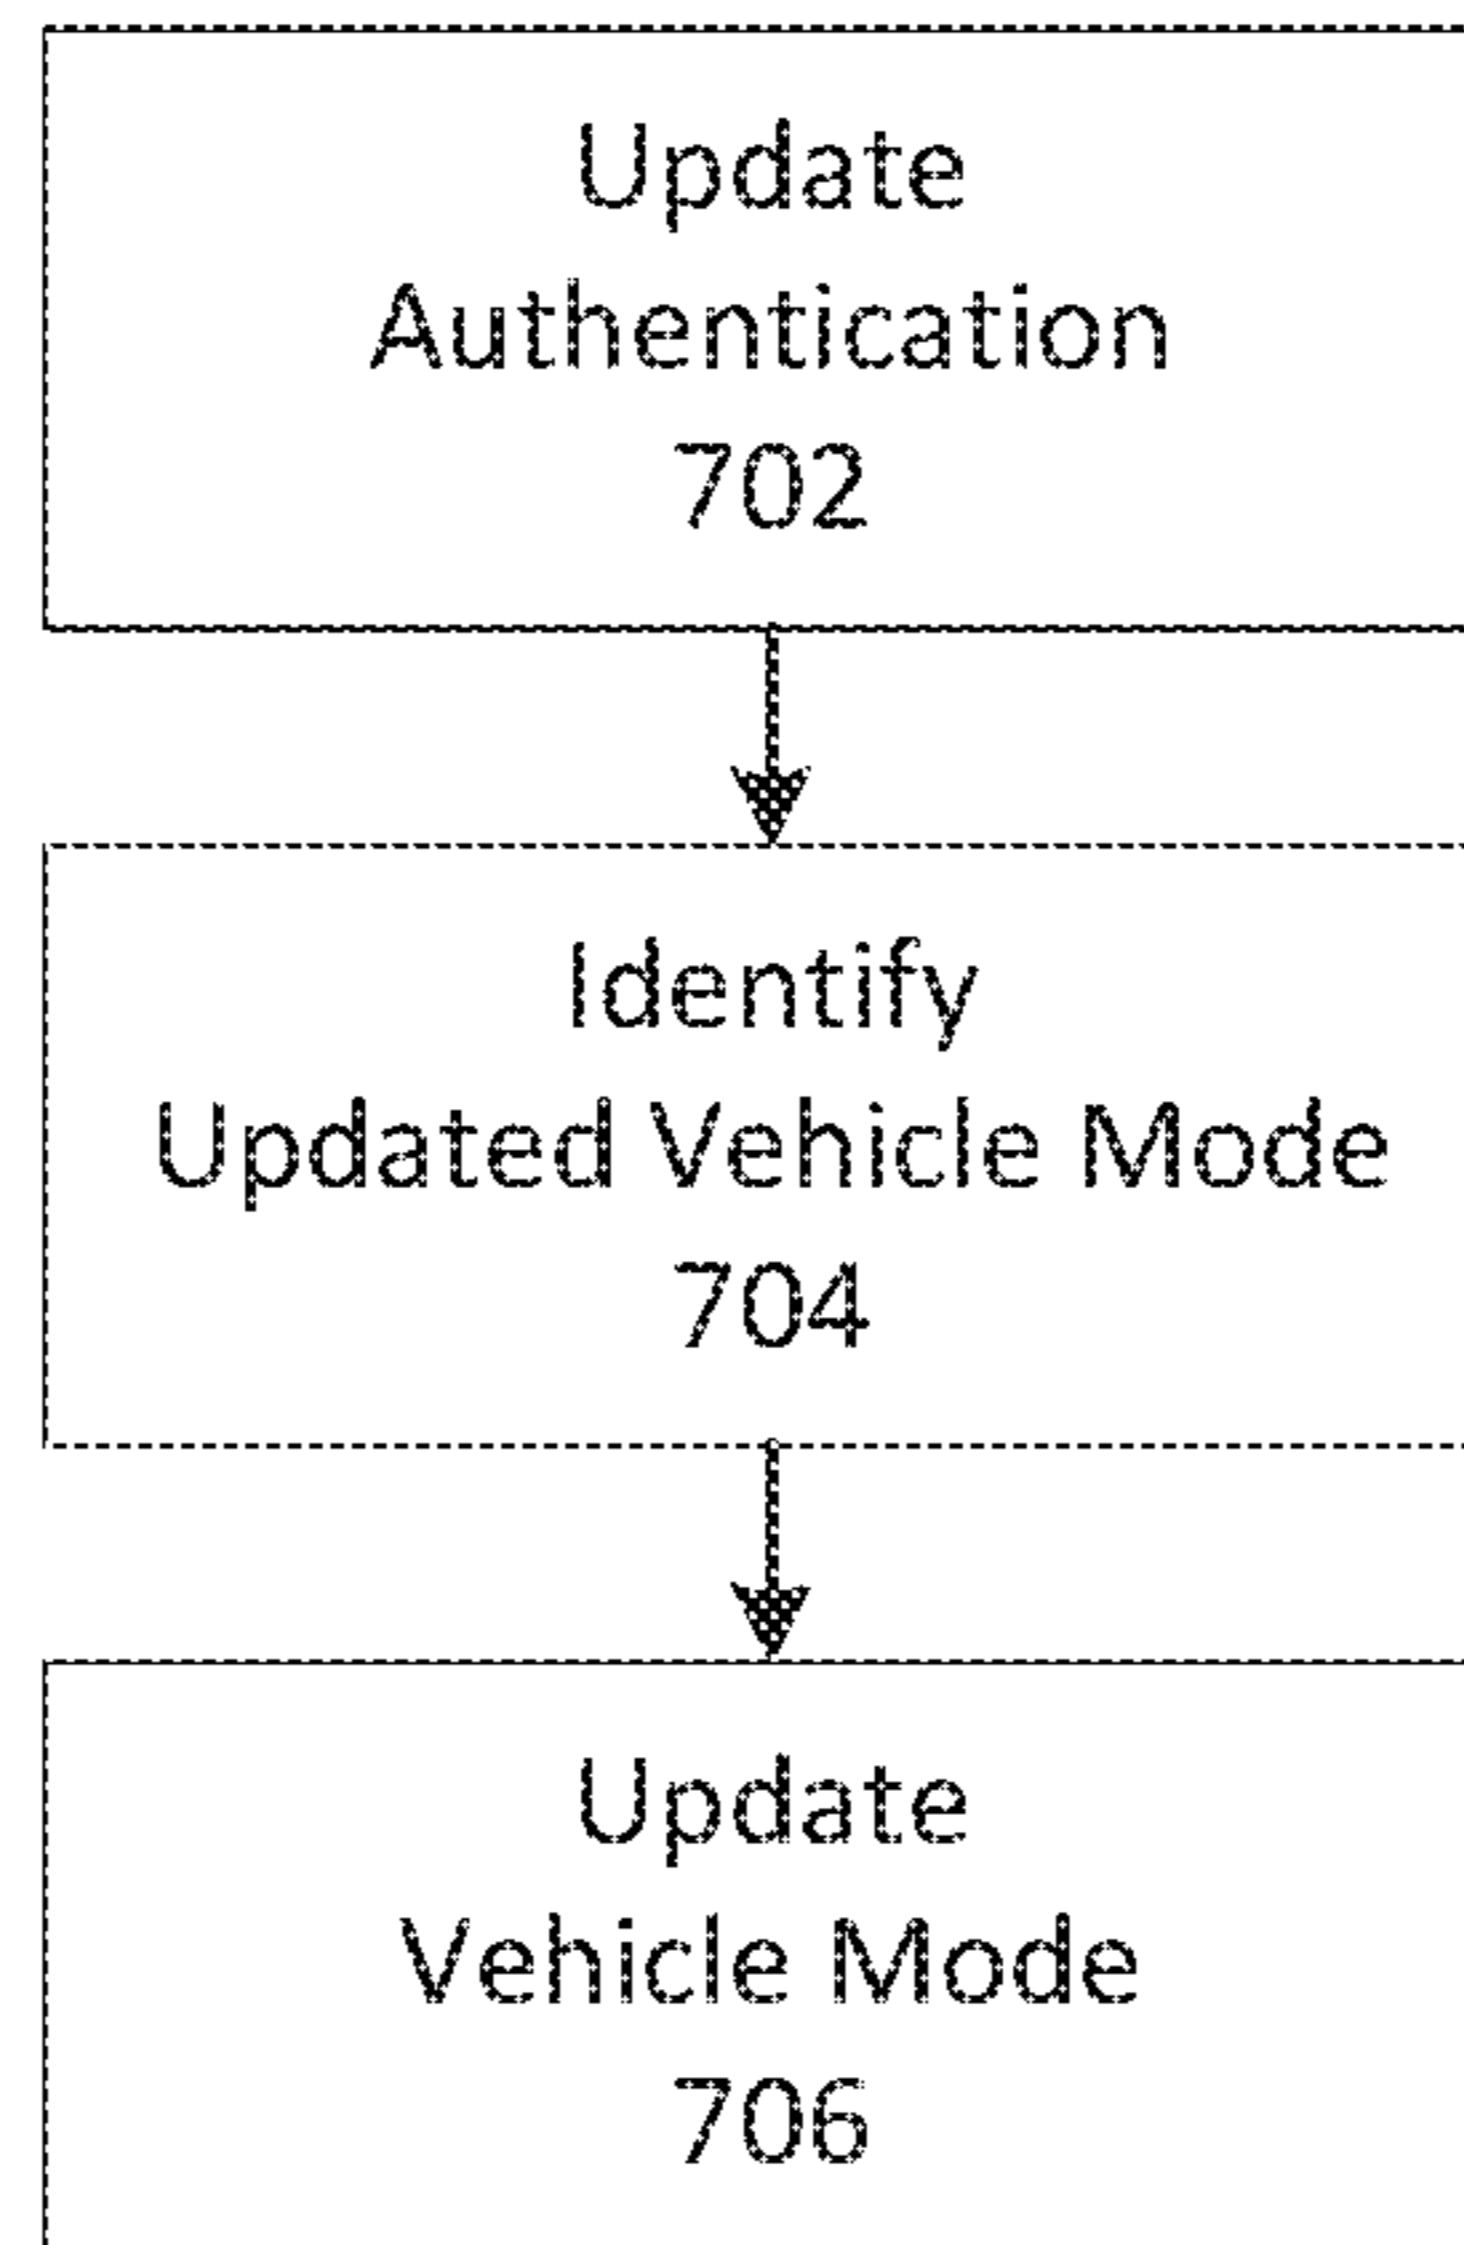 Update
Authentication
702
Identify
Updated Vehicle Mode
704
Update
Vehicle Mode
706